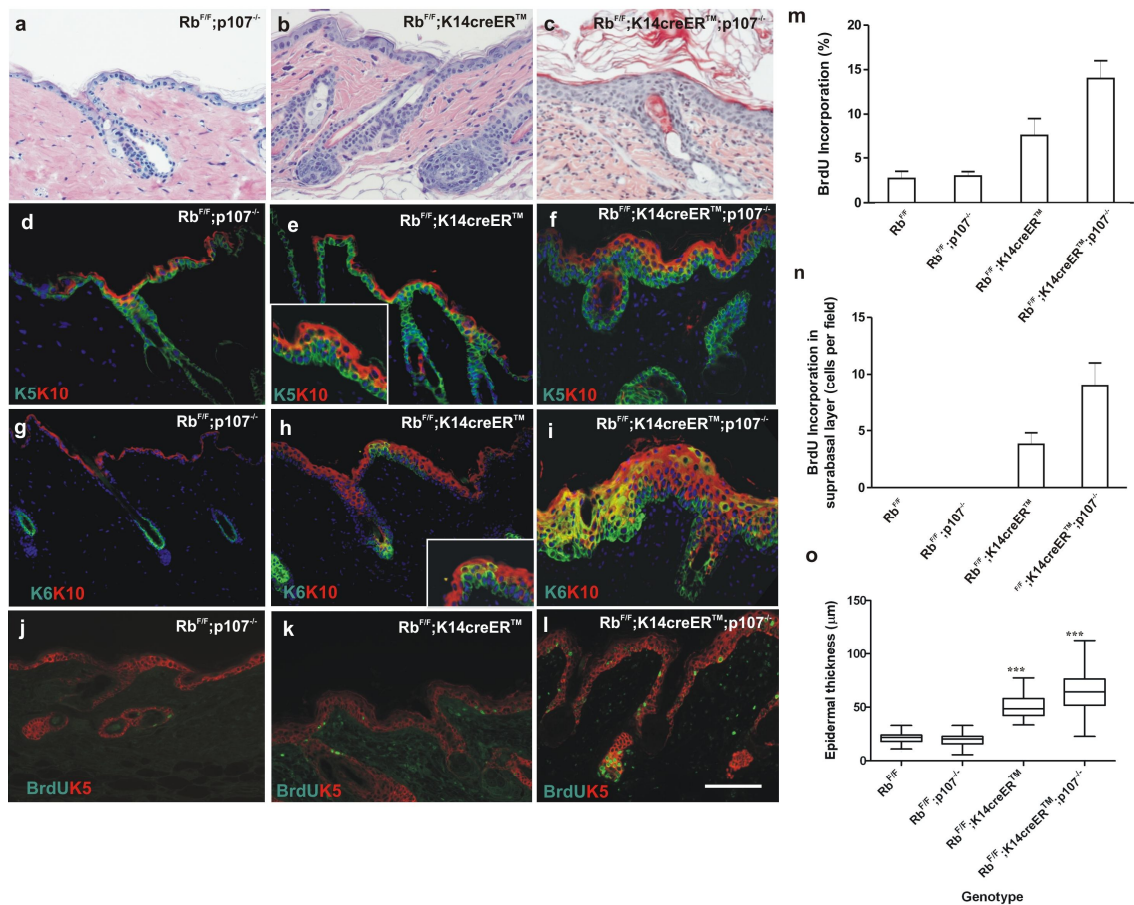 a
Rb^F/F;p107^-/-
b
Rb^F/F;K14creER^TM
c
Rb^F/F;K14creER^TM;p107^-/-
d
Rb^F/F;p107^-/-
K5K10
e
Rb^F/F;K14creER^TM
K5K10
f
Rb^F/F;K14creER^TM;p107^-/-
K5K10
g
Rb^F/F;p107^-/-
K6K10
h
Rb^F/F;K14creER^TM
K6K10
i
Rb^F/F;K14creER^TM;p107^-/-
K6K10
j
Rb^F/F;p107^-/-
BrdUK5
k
Rb^F/F;K14creER^TM
BrdUK5
l
Rb^F/F;K14creER^TM;p107^-/-
BrdUK5
m
BrdU Incorporation (%)
20
15
10
5
0
Rb^F/F
Rb^F/F;p107^-/-
Rb^F/F;K14creER^TM
Rb^F/F;K14creER^TM;p107^-/-
n
BrdU Incorporation in
suprabasal layer (cells per field)
15
10
5
0
Rb^F/F
Rb^F/F;p107^-/-
Rb^F/F;K14creER^TM
F/F;K14creER^TM;p107^-/-
o
Epidermal thickness (µm)
150
100
50
0
***
***
Rb^F/F
Rb^F/F;p107^-/-
Rb^F/F;K14creER^TM
Rb^F/F;K14creER^TM;p107^-/-
Genotype